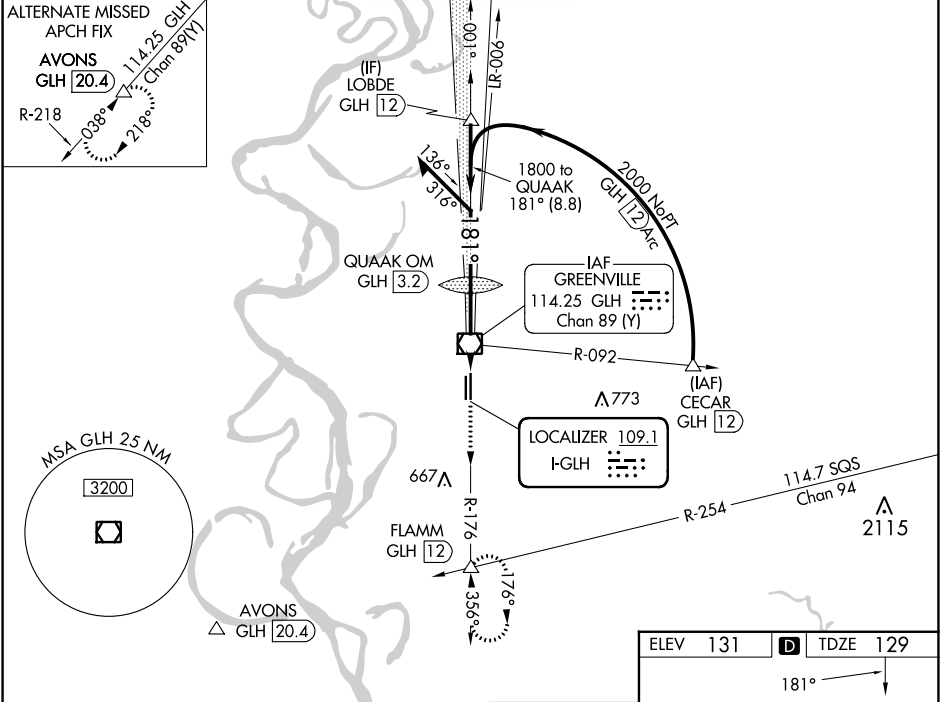 ALTERNATE MISSED
APCH FIX
AVONS
GLH 20.4
114.25 GLH
Chan 89(Y)
R-218
038°
218°
001°
LR-006
(IF)
LOBDE
GLH 12
136°
316°
1800 to
QUAAK
181° (8.8)
2000 NoPT
GLH 12 Arc
181°
QUAAK OM
GLH 3.2
IAF
GREENVILLE
114.25 GLH
Chan 89 (Y)
R-092
(IAF)
CECAR
GLH 12
773
LOCALIZER 109.1
I-GLH
MSA GLH 25 NM
3200
667
R-176
114.7 SQS
Chan 94
R-254
2115
FLAMM
GLH 12
176°
356°
AVONS
GLH 20.4
ELEV 131 D TDZE 129
181°